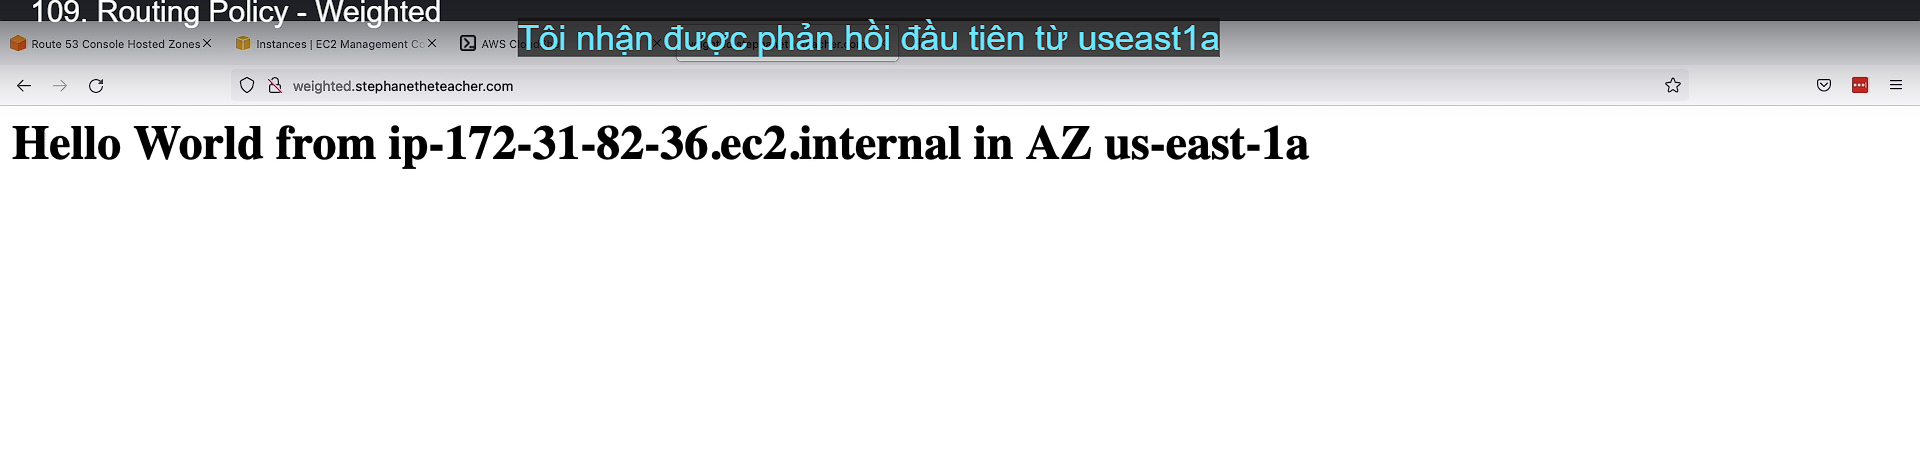 109. Routing Policy - Weighted
Tôi nhận được phản hồi đầu tiên từ useast1a
Route 53 Console Hosted Zones
Instances | EC2 Management Co
AWS
weighted.stephanetheteacher.com
Hello World from ip-172-31-82-36.ec2.internal in AZ us-east-1a